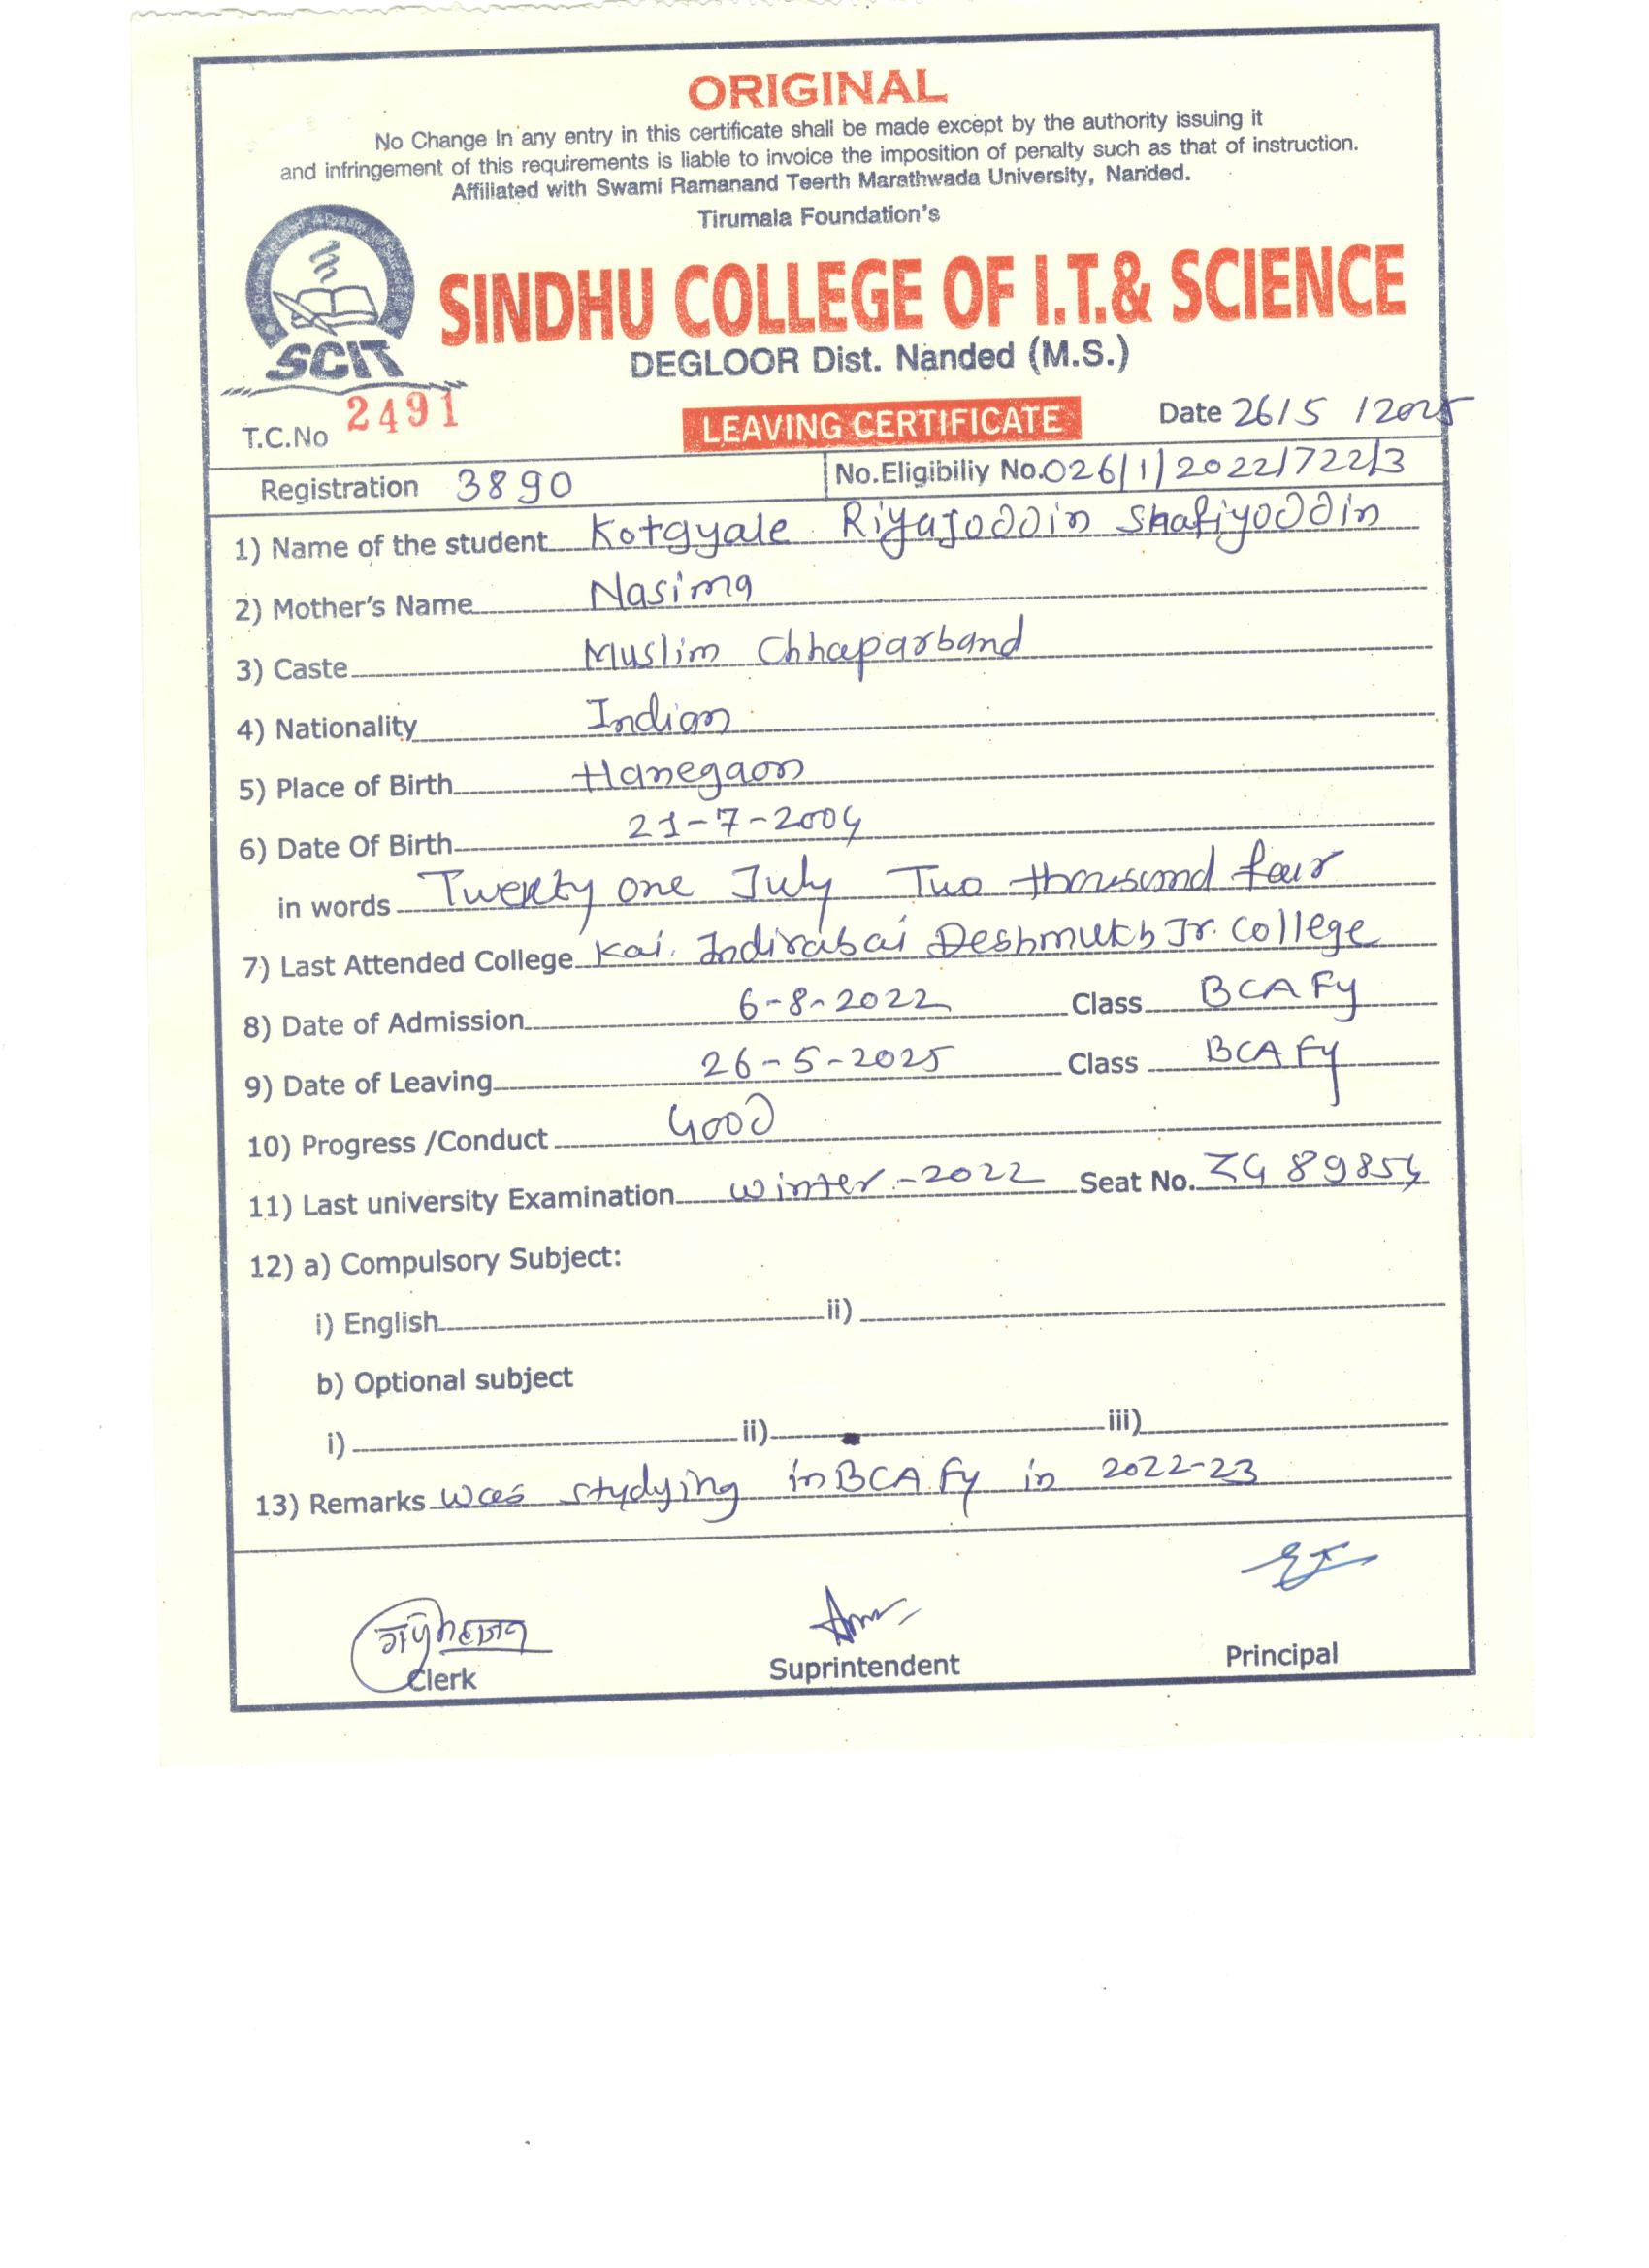 ORIGINAL
No Change In any entry in this certificate shall be made except by the authority issuing it
and infringement of this requirements is liable to invoice the imposition of penalty such as that of instruction.
Affiliated with Swami Ramanand Teerth Marathwada University, Nanded.
Tirumala Foundation's
SINDHU COLLEGE OF I.T.& SCIENCE
SCIT
DEGLOOR Dist. Nanded (M.S.)
T.C.No 2491
LEAVING CERTIFICATE
Date 26/5/2025
Registration 3890
No.Eligibiliy No.026/1/2022/722/3
1) Name of the student Kotgyale Riyajoddin Shafiyoddin
2) Mother's Name Nasima
3) Caste Muslim Chhaparband
4) Nationality Indian
5) Place of Birth Hanegaon
6) Date Of Birth 21-7-2004
in words Twenty one July Two thousand four
7) Last Attended College Kai. Indirabai Deshmukh Jr. College
8) Date of Admission 6-8-2022 Class BCA Fy
9) Date of Leaving 26-5-2025 Class BCA Fy
10) Progress /Conduct Good
11) Last university Examination winter-2022 Seat No. ZG 89854
12) a) Compulsory Subject:
i) English ii)
b) Optional subject
i) ii) iii)
13) Remarks was studying in BCA Fy in 2022-23
Clerk
Suprintendent
Principal